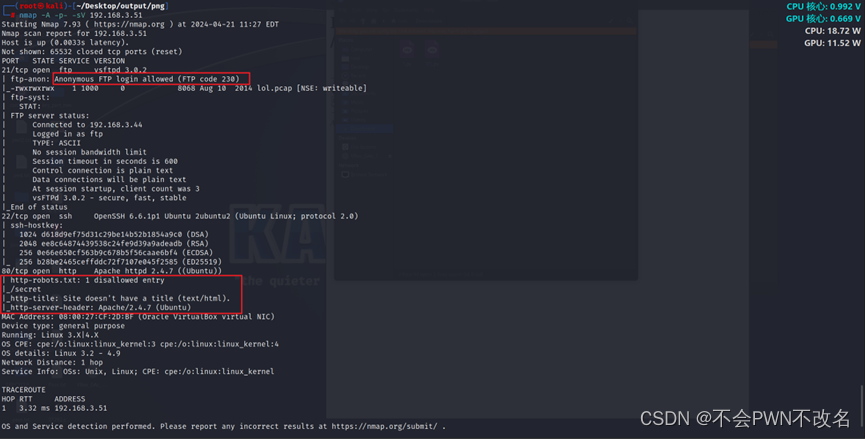 (root㉿kali)-[~/Desktop/output/png]
# nmap -A -p- -sV 192.168.3.51
Starting Nmap 7.93 ( https://nmap.org ) at 2024-04-21 11:27 EDT
Nmap scan report for 192.168.3.51
Host is up (0.0033s latency).
Not shown: 65532 closed tcp ports (reset)
PORT   STATE SERVICE VERSION
21/tcp open  ftp     vsftpd 3.0.2
| ftp-anon: Anonymous FTP login allowed (FTP code 230)
|_-rwxrwxrwx    1 1000     0            8068 Aug 10  2014 lol.pcap [NSE: writeable]
| ftp-syst:
|   STAT:
| FTP server status:
|      Connected to 192.168.3.44
|      Logged in as ftp
|      TYPE: ASCII
|      No session bandwidth limit
|      Session timeout in seconds is 600
|      Control connection is plain text
|      Data connections will be plain text
|      At session startup, client count was 3
|      vsFTPd 3.0.2 - secure, fast, stable
|_End of status
22/tcp open  ssh     OpenSSH 6.6.1p1 Ubuntu 2ubuntu2 (Ubuntu Linux; protocol 2.0)
| ssh-hostkey:
|   1024 d618d9ef75d31c29be14b52b1854a9c0 (DSA)
|   2048 ee8c64874439538c24fe9d39a9adeadb (RSA)
|   256 0e66e650cf563b9c678b5f56caae6bf4 (ECDSA)
|_  256 b28be2465ceffddc72f7107e045f2585 (ED25519)
80/tcp open  http    Apache httpd 2.4.7 ((Ubuntu))
| http-robots.txt: 1 disallowed entry
|_/secret
|_http-title: Site doesn't have a title (text/html).
|_http-server-header: Apache/2.4.7 (Ubuntu)
MAC Address: 08:00:27:CF:2D:BF (Oracle VirtualBox virtual NIC)
Device type: general purpose
Running: Linux 3.X|4.X
OS CPE: cpe:/o:linux:linux_kernel:3 cpe:/o:linux:linux_kernel:4
OS details: Linux 3.2 - 4.9
Network Distance: 1 hop
Service Info: OSs: Unix, Linux; CPE: cpe:/o:linux:linux_kernel
TRACEROUTE
HOP RTT     ADDRESS
1   3.32 ms 192.168.3.51
OS and Service detection performed. Please report any incorrect results at https://nmap.org/submit/ .
CPU 核心: 0.992 V
GPU 核心: 0.669 V
CPU: 18.72 W
GPU: 11.52 W
KA
the quieter
CSDN @不会PWN不改名